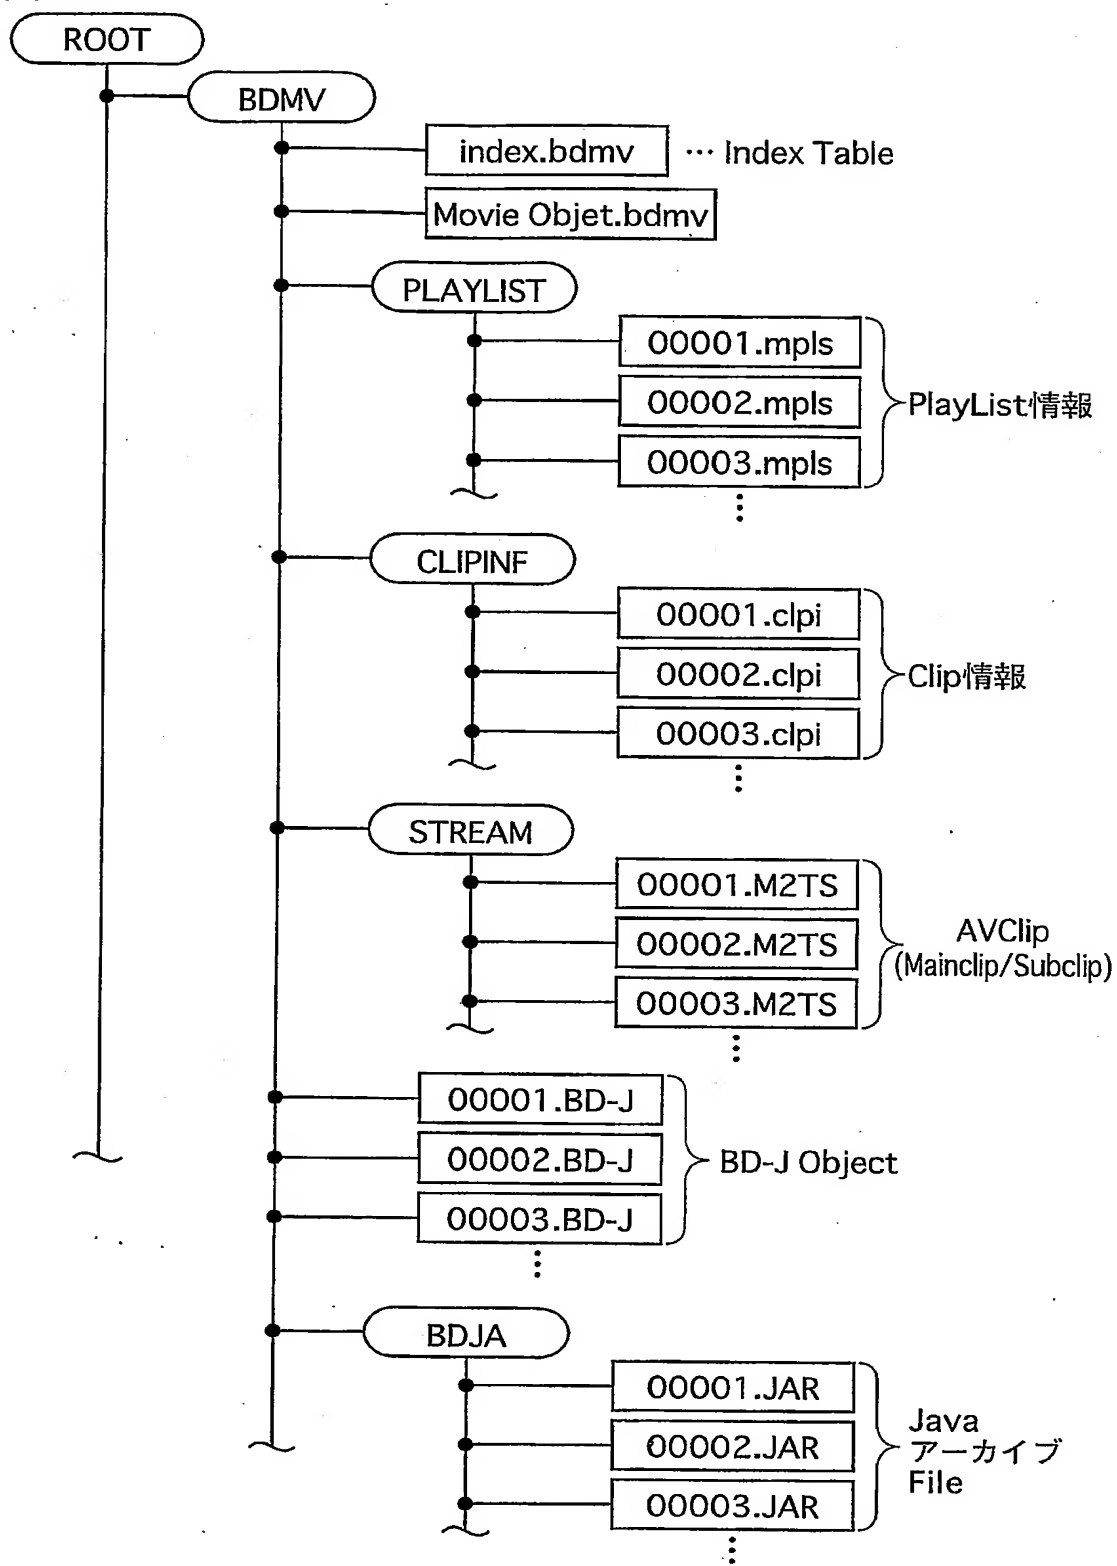 ROOT
BDMV
index.bdmv … Index Table
Movie Objet.bdmv
PLAYLIST
00001.mpls
00002.mpls
PlayList情報
00003.mpls
CLIPINF
00001.clpi
00002.clpi
Clip情報
00003.clpi
STREAM
00001.M2TS
00002.M2TS
AVClip
(Mainclip/Subclip)
00003.M2TS
00001.BD-J
00002.BD-J
BD-J Object
00003.BD-J
BDJA
00001.JAR
00002.JAR
Java
アーカイブ
File
00003.JAR